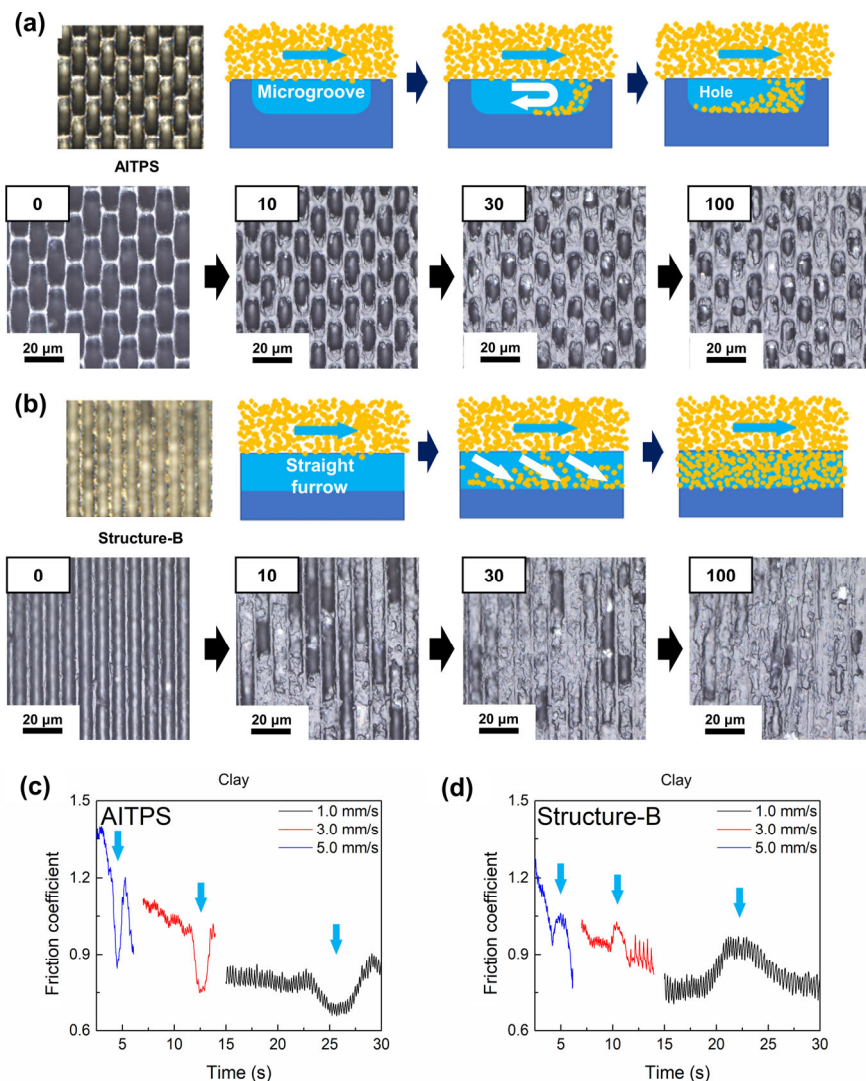 (a)
Microgroove
Hole
AITPS
0
10
30
100
20 µm
20 µm
20 µm
20 µm
(b)
Straight
furrow
Structure-B
0
10
30
100
20 µm
20 µm
20 µm
20 µm
(c)
Clay
AITPS
1.0 mm/s
3.0 mm/s
5.0 mm/s
Friction coefficient
1.5
1.2
0.9
0.6
5
10
15
20
25
30
Time (s)
(d)
Clay
Structure-B
1.0 mm/s
3.0 mm/s
5.0 mm/s
Friction coefficient
1.5
1.2
0.9
0.6
5
10
15
20
25
30
Time (s)